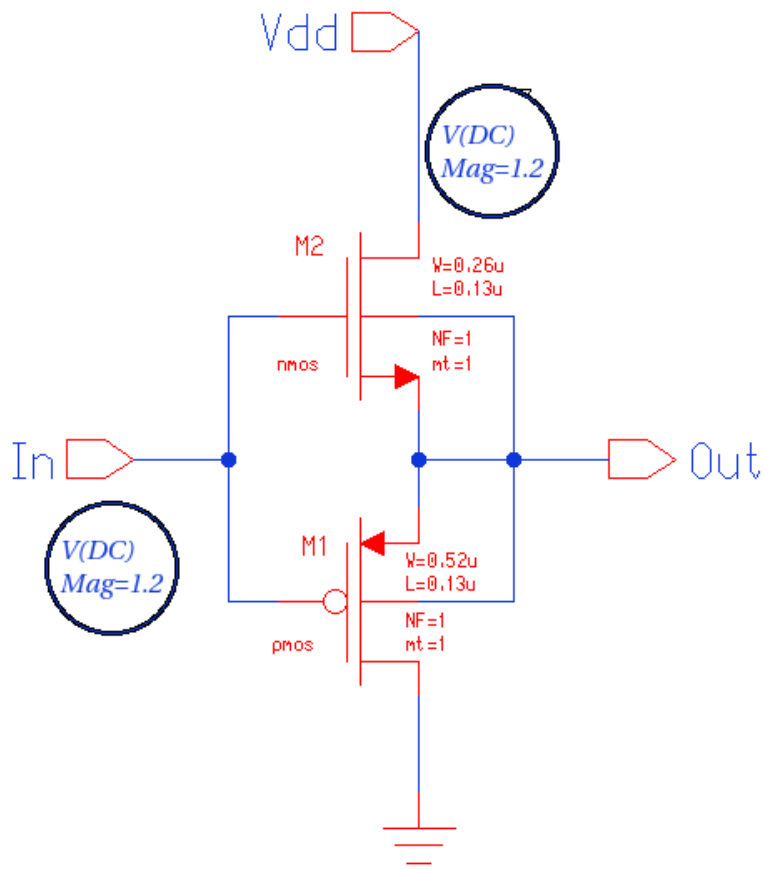 Vdd
V(DC)
Mag=1.2
M2
W=0.26u
L=0.13u
NF=1
nmos
mt=1
In
Out
V(DC)
Mag=1.2
M1
W=0.52u
L=0.13u
NF=1
pmos
mt=1